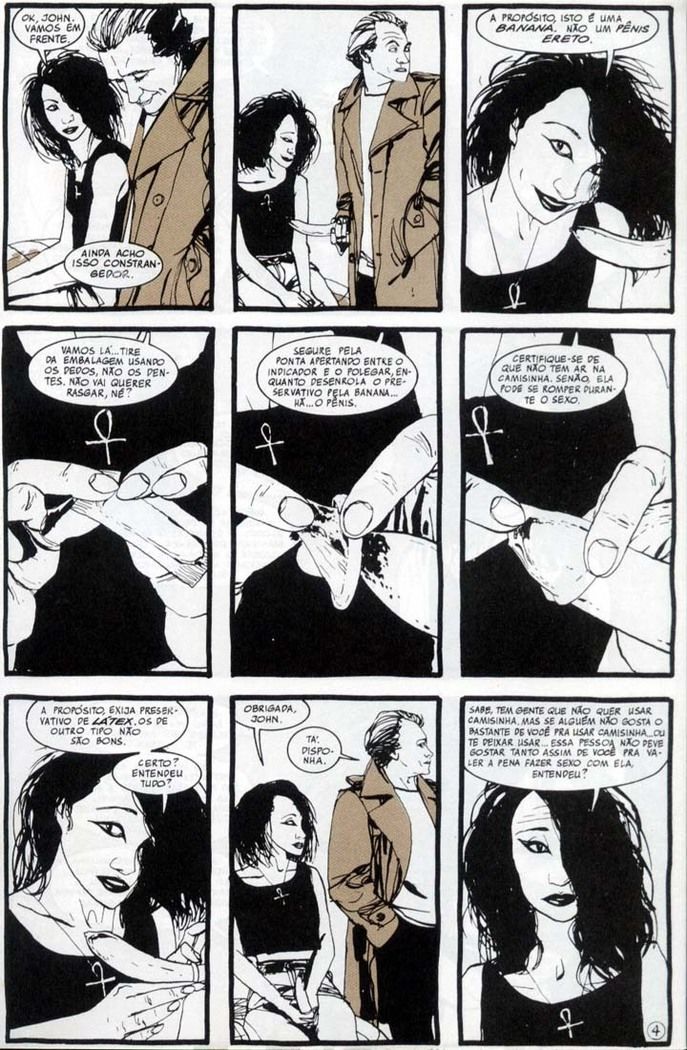 OK, JOHN.
VAMOS EM
FRENTE.
AINDA ACHO
ISSO CONSTRAN-
GEDOR.
A PROPÓSITO, ISTO É UMA
BANANA. NÃO UM PÊNIS
ERETO.
VAMOS LÁ...TIRE
DA EMBALAGEM USANDO
OS DEDOS, NÃO OS DEN-
TES. NÃO VAI QUERER
RASGAR, NÉ?
SEGURE PELA
PONTA APERTANDO ENTRE O
INDICADOR E O POLEGAR, EN-
QUANTO DESENROLA O PRE-
SERVATIVO PELA BANANA...
HÃ...O PÊNIS.
CERTIFIQUE-SE DE
QUE NÃO TEM AR NA
CAMISINHA. SENÃO, ELA
PODE SE ROMPER DURAN-
TE O SEXO.
A PROPÓSITO, EXIJA PRESER-
VATIVO DE LÁTEX. OS DE
OUTRO TIPO NÃO
SÃO BONS.
CERTO?
ENTENDEU
TUDO?
OBRIGADA,
JOHN.
TÁ.
DISPO-
NHA.
SABE, TEM GENTE QUE NÃO QUER USAR
CAMISINHA. MAS SE ALGUÉM NÃO GOSTA O
BASTANTE DE VOCÊ PRA USAR CAMISINHA...OU
TE DEIXAR USAR...ESSA PESSOA NÃO DEVE
GOSTAR TANTO ASSIM DE VOCÊ PRA VA-
LER A PENA FAZER SEXO COM ELA,
ENTENDEU?
4